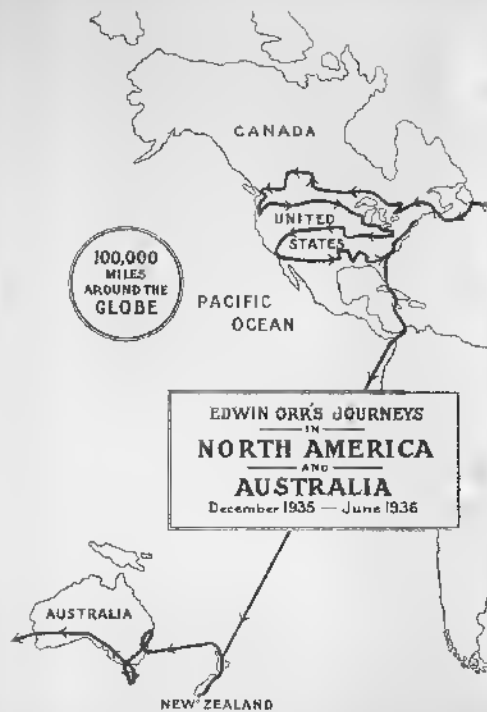 CANADA
UNITED
STATES
100,000
MILES
AROUND THE
GLOBE
PACIFIC
OCEAN
EDWIN ORR'S JOURNEYS
IN
NORTH AMERICA
AND
AUSTRALIA
December 1935 — June 1936
AUSTRALIA
NEW ZEALAND